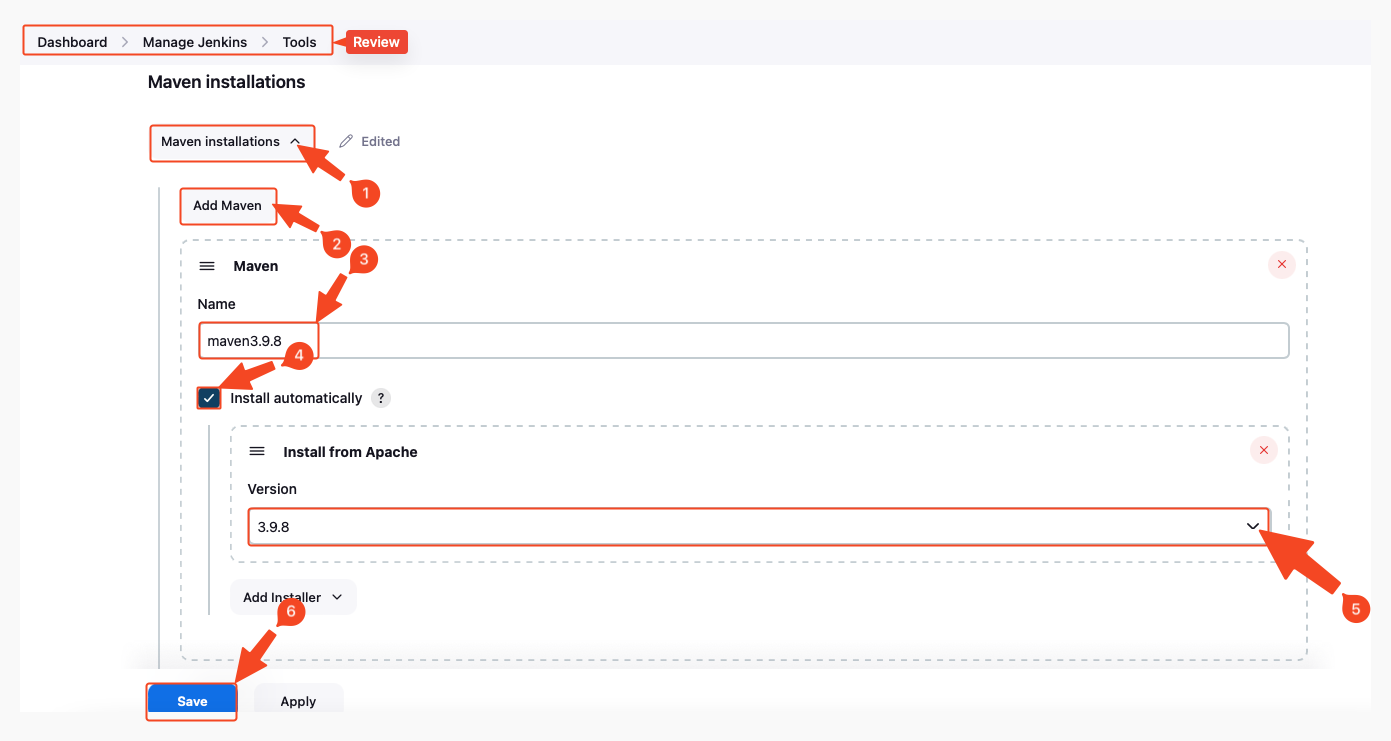 Dashboard > Manage Jenkins > Tools Review
Maven installations
Maven installations Edited
1
Add Maven
2
3
Maven
Name
maven3.9.8
4
Install automatically ?
Install from Apache
Version
3.9.8
5
Add Installer
6
Save Apply